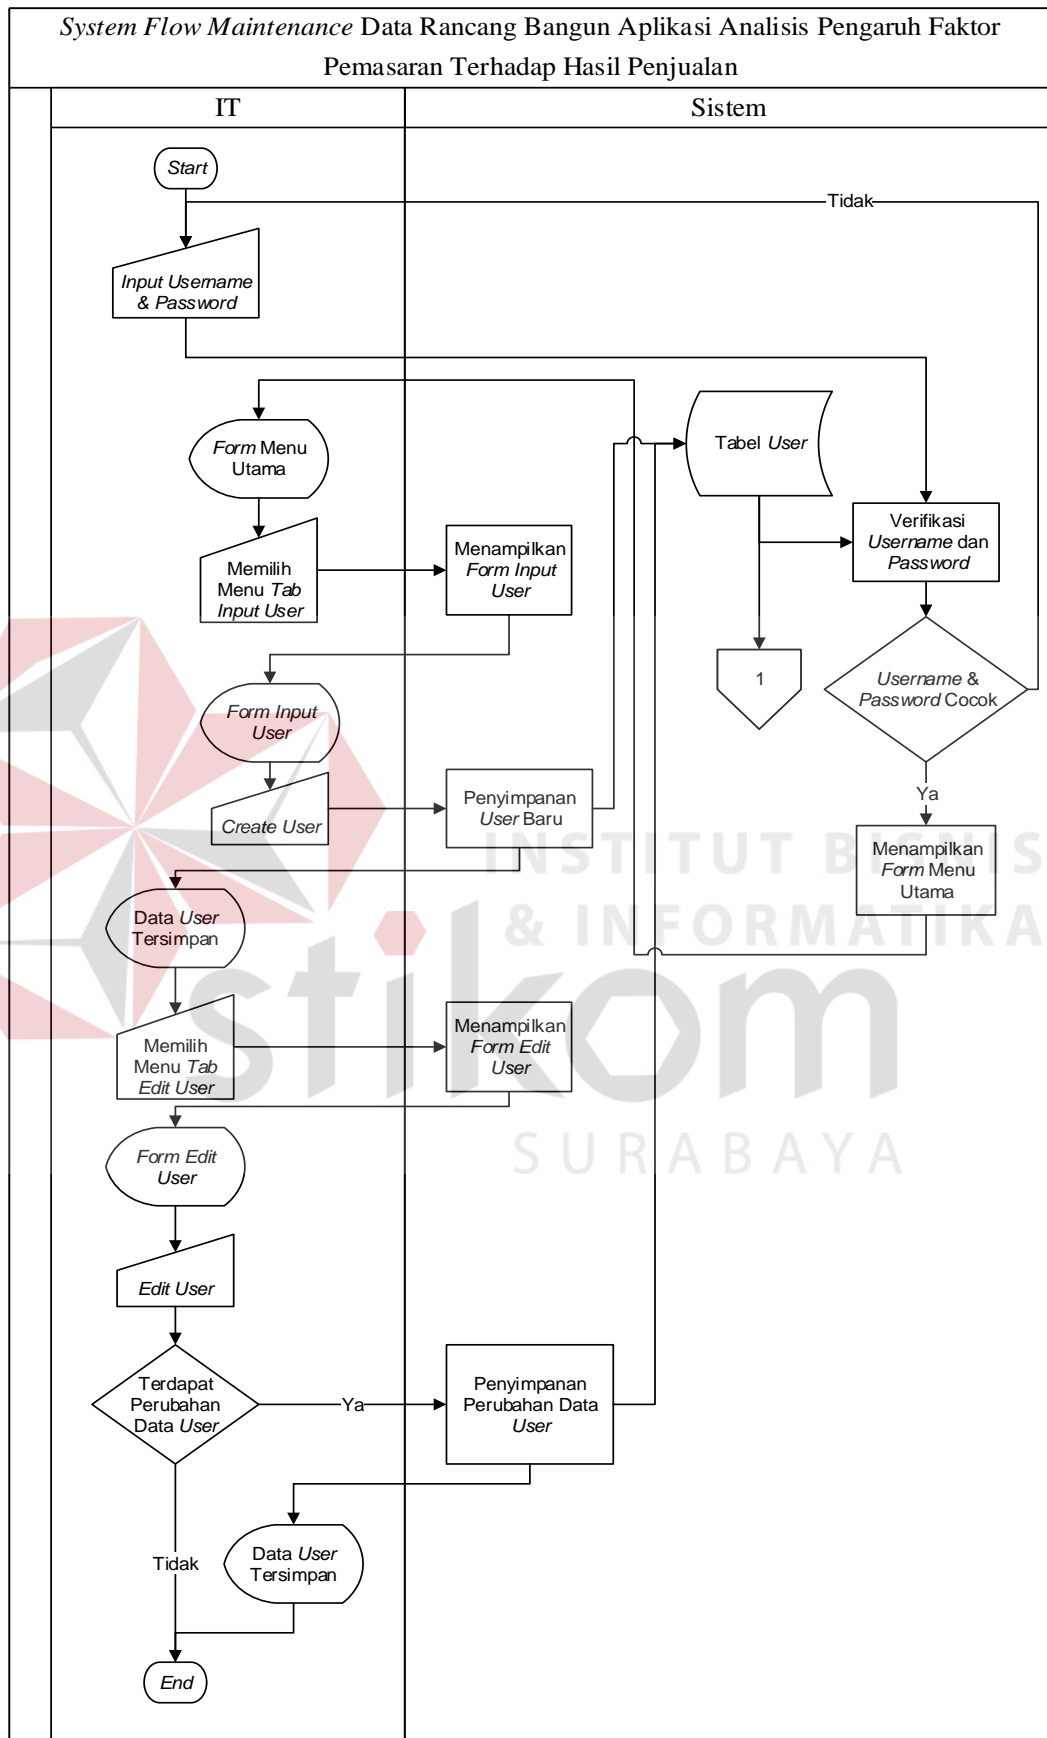 System Flow Maintenance Data Rancang Bangun Aplikasi Analisis Pengaruh Faktor
Pemasaran Terhadap Hasil Penjualan
IT
Sistem
Start
Tidak
Input Username
& Password
Form Menu
Utama
Tabel User
Verifikasi
Username dan
Password
Memilih
Menu Tab
Input User
Menampilkan
Form Input
User
1
Username &
Password Cocok
Form Input
User
Ya
Create User
Penyimpanan
User Baru
Menampilkan
Form Menu
Utama
INSTITUT BISNIS
& INFORMATIKA
Data User
Tersimpan
stikom
SURABAYA
Memilih
Menu Tab
Edit User
Menampilkan
Form Edit
User
Form Edit
User
Edit User
Terdapat
Perubahan
Data User
Ya
Penyimpanan
Perubahan Data
User
Tidak
Data User
Tersimpan
End